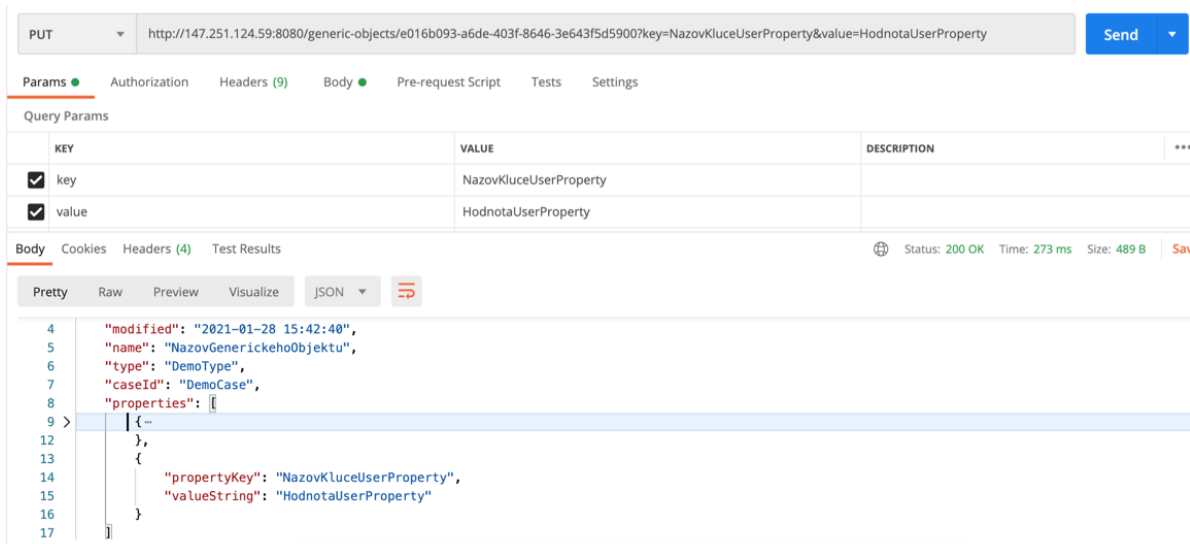 PUT http://147.251.124.59:8080/generic-objects/e016b093-a6de-403f-8646-3e643f5d5900?key=NazovKluceUserProperty&value=HodnotaUserProperty Send
Params Authorization Headers (9) Body Pre-request Script Tests Settings
Query Params
KEY VALUE DESCRIPTION •••
key NazovKluceUserProperty
value HodnotaUserProperty
Body Cookies Headers (4) Test Results Status: 200 OK Time: 273 ms Size: 489 B Sav
Pretty Raw Preview Visualize JSON
4 "modified": "2021-01-28 15:42:40",
5 "name": "NazovGenerickehoObjektu",
6 "type": "DemoType",
7 "caseId": "DemoCase",
8 "properties": [
9 > {⋯
12 },
13 {
14 "propertyKey": "NazovKluceUserProperty",
15 "valueString": "HodnotaUserProperty"
16 }
17 ]